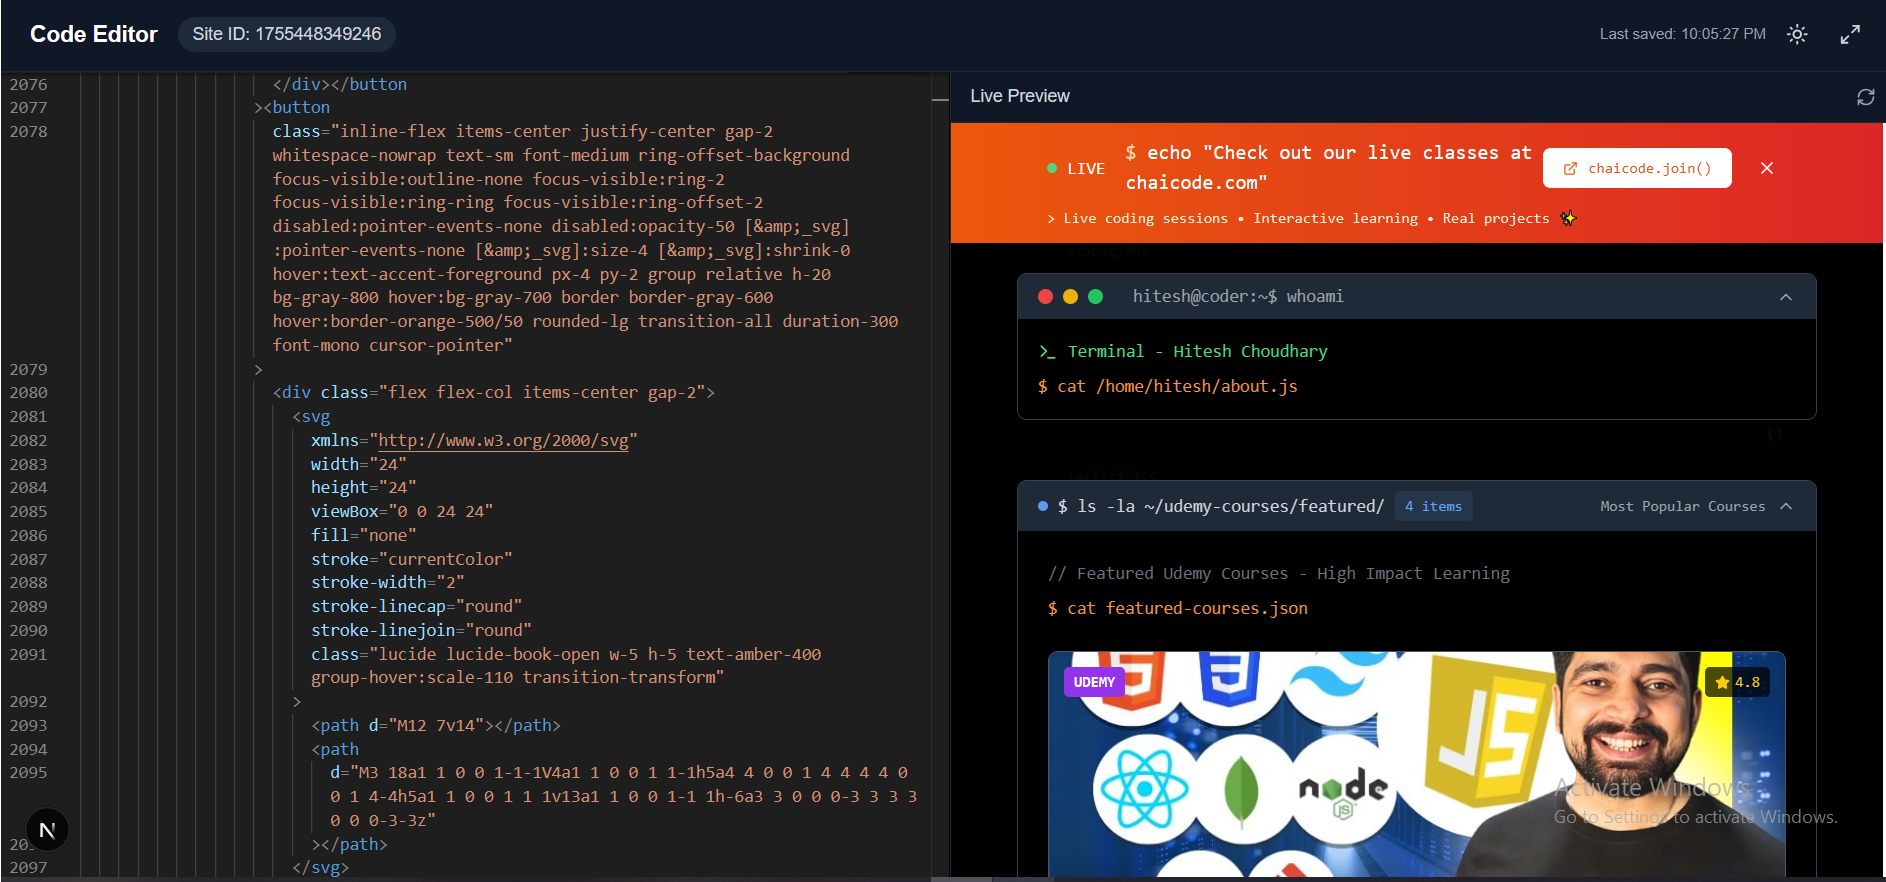 Code Editor
Site ID: 1755448349246
Last saved: 10:05:27 PM
2076 </div></button
2077 ><button
2078 class="inline-flex items-center justify-center gap-2
whitespace-nowrap text-sm font-medium ring-offset-background
focus-visible:outline-none focus-visible:ring-2
focus-visible:ring-ring focus-visible:ring-offset-2
disabled:pointer-events-none disabled:opacity-50 [&amp;_svg]
:pointer-events-none [&amp;_svg]:size-4 [&amp;_svg]:shrink-0
hover:text-accent-foreground px-4 py-2 group relative h-20
bg-gray-800 hover:bg-gray-700 border border-gray-600
hover:border-orange-500/50 rounded-lg transition-all duration-300
font-mono cursor-pointer"
2079 >
2080 <div class="flex flex-col items-center gap-2">
2081 <svg
2082 xmlns="http://www.w3.org/2000/svg"
2083 width="24"
2084 height="24"
2085 viewBox="0 0 24 24"
2086 fill="none"
2087 stroke="currentColor"
2088 stroke-width="2"
2089 stroke-linecap="round"
2090 stroke-linejoin="round"
2091 class="lucide lucide-book-open w-5 h-5 text-amber-400
group-hover:scale-110 transition-transform"
2092 >
2093 <path d="M12 7v14"></path>
2094 <path
2095 d="M3 18a1 1 0 0 1-1-1V4a1 1 0 0 1 1-1h5a4 4 0 0 1 4 4 4 4 0
0 1 4-4h5a1 1 0 0 1 1 1v13a1 1 0 0 1-1 1h-6a3 3 0 0 0-3 3 3 3
0 0 0-3-3z"
></path>
2097 </svg>
N
Live Preview
LIVE
$ echo "Check out our live classes at
chaicode.com"
chaicode.join()
> Live coding sessions • Interactive learning • Real projects ✨
hitesh@coder:~$ whoami
>_ Terminal - Hitesh Choudhary
$ cat /home/hitesh/about.js
()
$ ls -la ~/udemy-courses/featured/
4 items
Most Popular Courses
// Featured Udemy Courses - High Impact Learning
$ cat featured-courses.json
UDEMY
4.8
JS
node
JS
Activate Windows
Go to Settings to activate Windows.